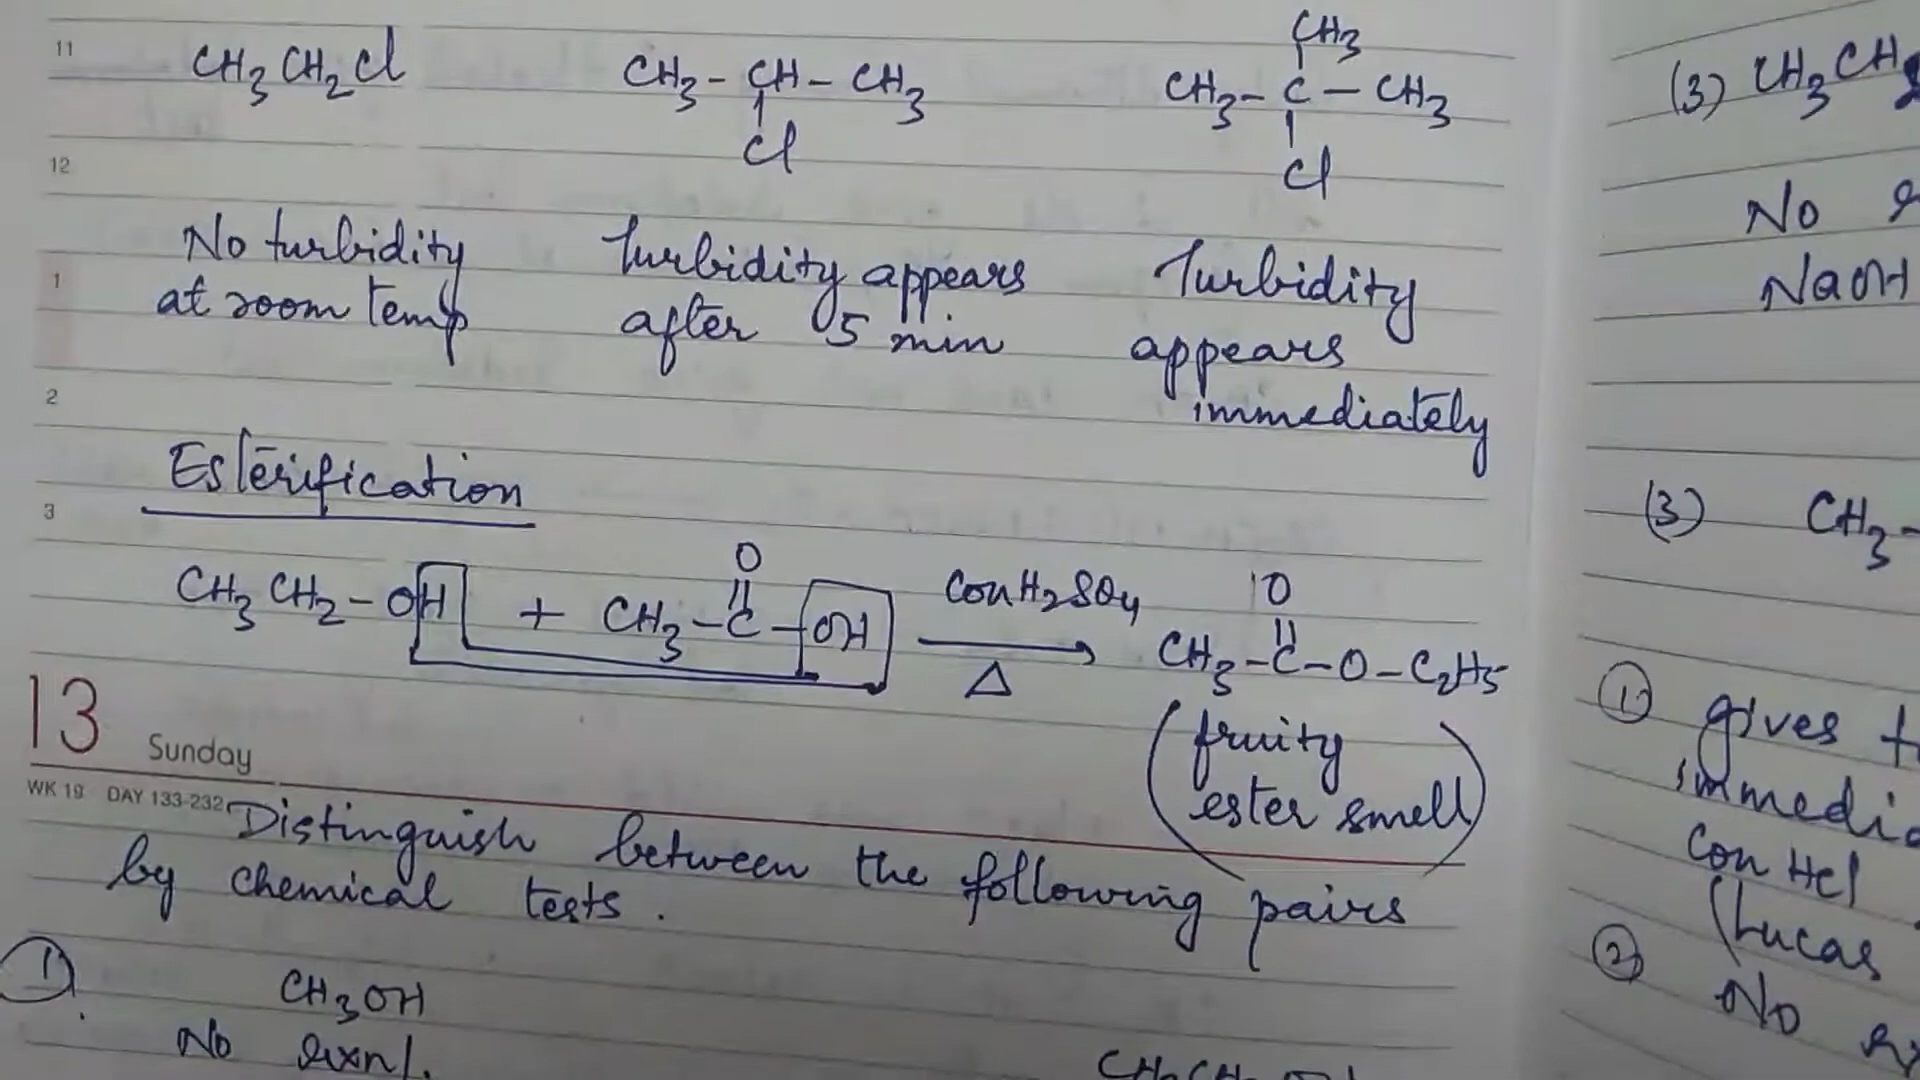 11
CH3CH2Cl
CH3-CH-CH3
Cl
CH3
CH3-C-CH3
Cl
12
No turbidity
at room temp
Turbidity appears
after 5 min
Turbidity
appears
immediately
1
2
Esterification
3
CH3CH2-OH + CH3-C-OH
O
Con H2SO4
Δ
O
CH3-C-O-C2H5
(fruity
ester smell)
13 Sunday
WK 19 DAY 133-232
Distinguish between the following pairs
by chemical tests.
1)
CH3OH
No rxn/.
(3) CH3CH2
No
NaOH
(3) CH3-
① gives
Con HCl
(Lucas
② No